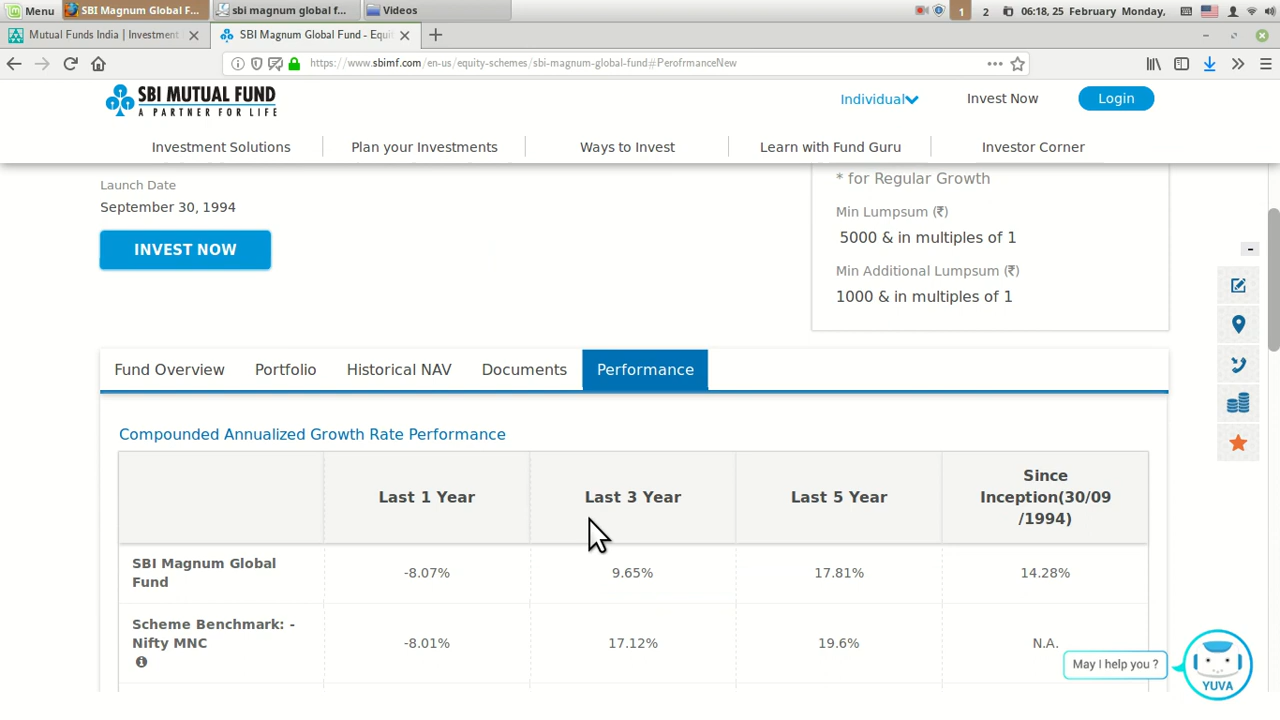 Menu
SBI Magnum Global F...
sbi magnum global f...
Videos
1
2
06:18, 25 February Monday,
Mutual Funds India | Investment
SBI Magnum Global Fund - Equi
https://www.sbimf.com/en-us/equity-schemes/sbi-magnum-global-fund#PerofrmanceNew
SBI MUTUAL FUND
A PARTNER FOR LIFE
Individual
Invest Now
Login
Investment Solutions
Plan your Investments
Ways to Invest
Learn with Fund Guru
Investor Corner
Launch Date
September 30, 1994
INVEST NOW
* for Regular Growth
Min Lumpsum (₹)
5000 & in multiples of 1
Min Additional Lumpsum (₹)
1000 & in multiples of 1
-
Fund Overview
Portfolio
Historical NAV
Documents
Performance
Compounded Annualized Growth Rate Performance
Last 1 Year
Last 3 Year
Last 5 Year
Since
Inception(30/09
/1994)
SBI Magnum Global
Fund
-8.07%
9.65%
17.81%
14.28%
Scheme Benchmark: -
Nifty MNC
-8.01%
17.12%
19.6%
N.A.
May I help you ?
YUVA